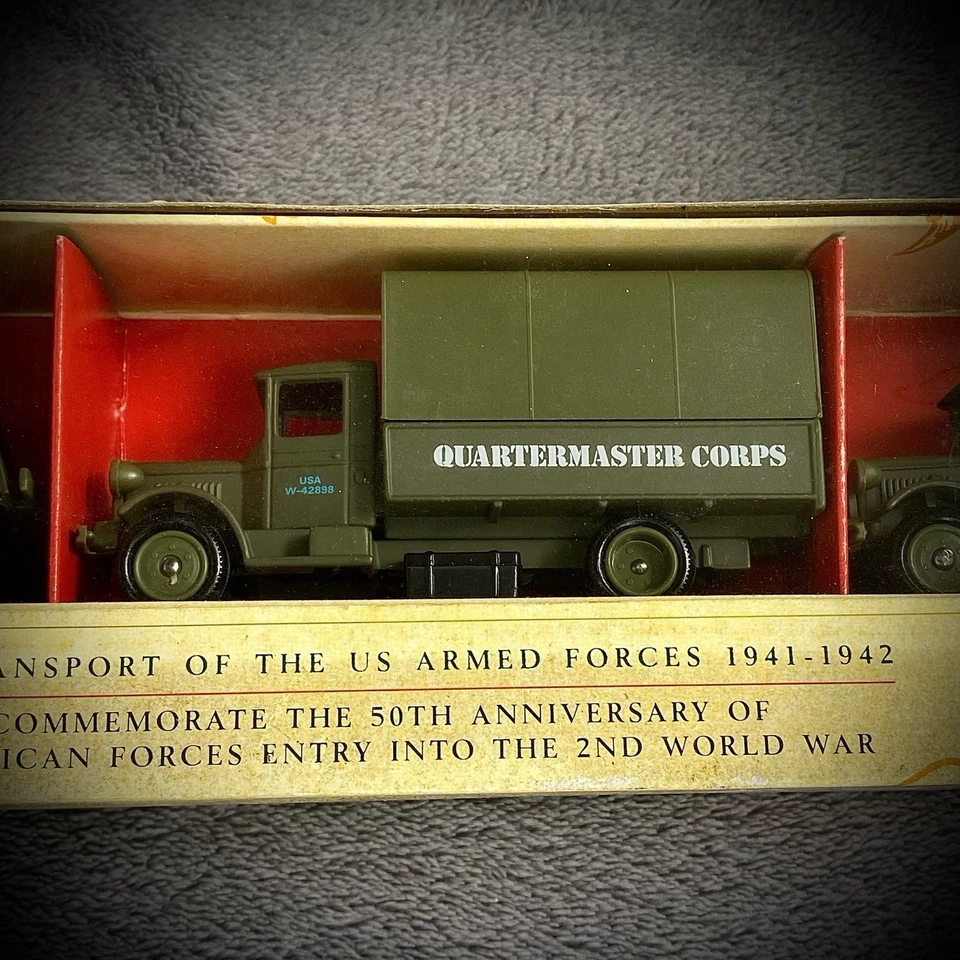 QUARTERMASTER CORPS
USA
W-42898
ANSPORT OF THE US ARMED FORCES 1941-1942
COMMEMORATE THE 50TH ANNIVERSARY OF
ICAN FORCES ENTRY INTO THE 2ND WORLD WAR